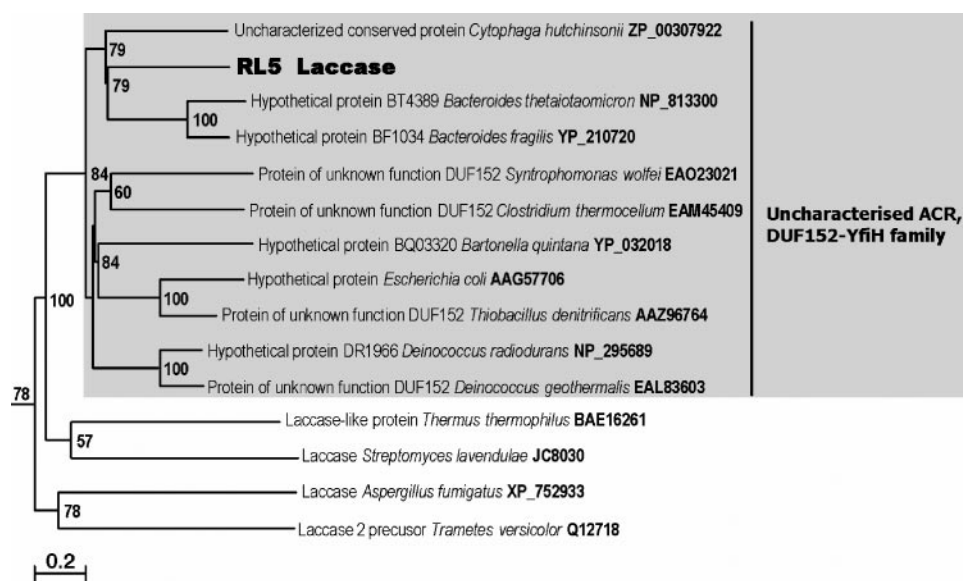 Uncharacterized conserved protein Cytophaga hutchinsonii ZP_00307922
79
RL5 Laccase
79
Hypothetical protein BT4389 Bacteroides thetaiotaomicron NP_813300
100
Hypothetical protein BF1034 Bacteroides fragilis YP_210720
84
Protein of unknown function DUF152 Syntrophomonas wolfei EAO23021
60
Protein of unknown function DUF152 Clostridium thermocellum EAM45409
Uncharacterised ACR,
DUF152-YfiH family
Hypothetical protein BQ03320 Bartonella quintana YP_032018
84
Hypothetical protein Escherichia coli AAG57706
100
100
Protein of unknown function DUF152 Thiobacillus denitrificans AAZ96764
Hypothetical protein DR1966 Deinococcus radiodurans NP_295689
100
Protein of unknown function DUF152 Deinococcus geothermalis EAL83603
78
Laccase-like protein Thermus thermophilus BAE16261
57
Laccase Streptomyces lavendulae JC8030
Laccase Aspergillus fumigatus XP_752933
78
Laccase 2 precusor Trametes versicolor Q12718
0.2